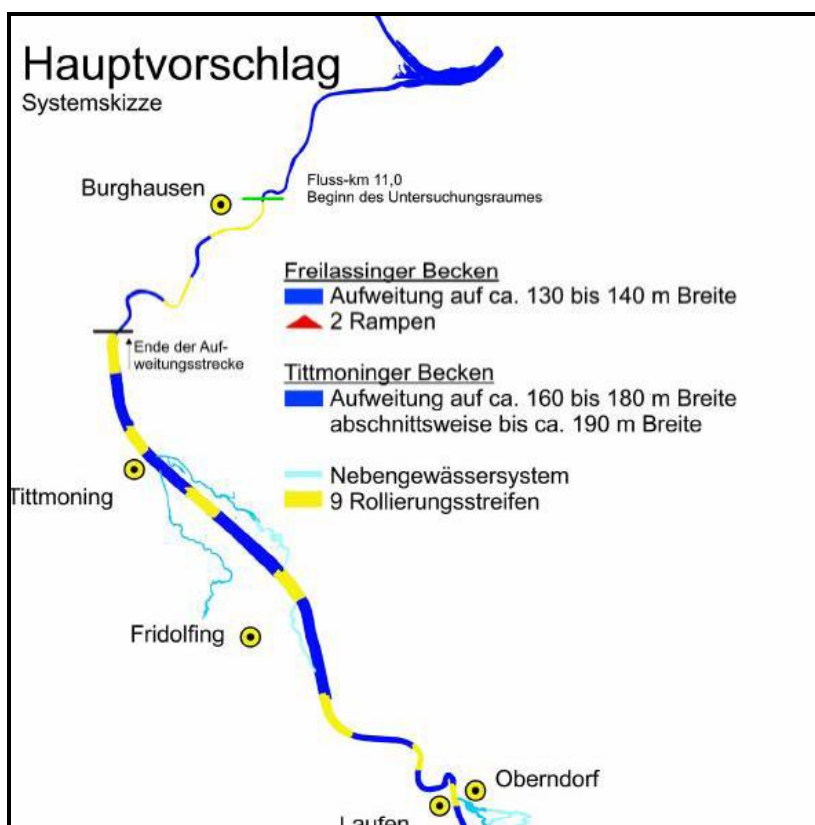 Hauptvorschlag
Systemskizze
Burghausen
Fluss-km 11,0
Beginn des Untersuchungsraumes
Freilassinger Becken
Aufweitung auf ca. 130 bis 140 m Breite
2 Rampen
Ende der Auf-
weitungsstrecke
Tittmoninger Becken
Aufweitung auf ca. 160 bis 180 m Breite
abschnittsweise bis ca. 190 m Breite
Nebengewässersystem
9 Rollierungsstreifen
Tittmoning
Fridolfing
Oberndorf
Laufen